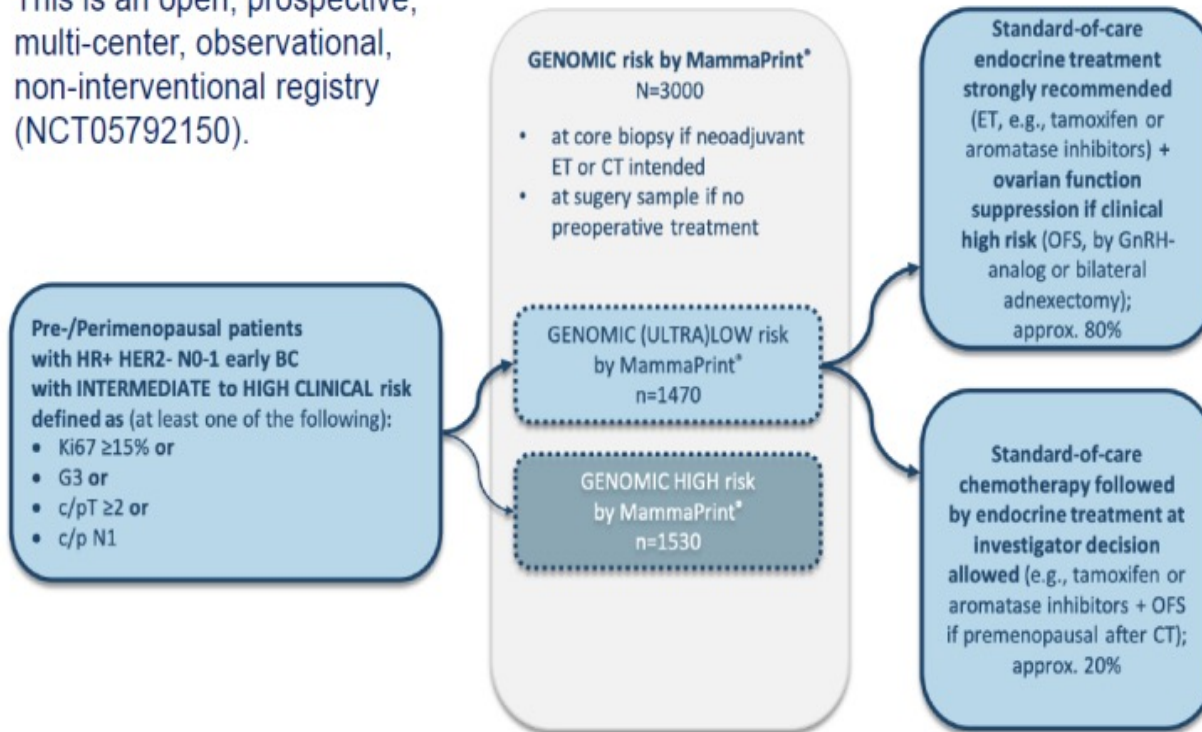 This is an open, prospective,
multi-center, observational,
non-interventional registry
(NCT05792150).
Pre-/Perimenopausal patients
with HR+ HER2- N0-1 early BC
with INTERMEDIATE to HIGH CLINICAL risk
defined as (at least one of the following):
• Ki67 ≥15% or
• G3 or
• c/pT ≥2 or
• c/p N1
GENOMIC risk by MammaPrint®
N=3000
• at core biopsy if neoadjuvant
ET or CT intended
• at sugery sample if no
preoperative treatment
GENOMIC (ULTRA)LOW risk
by MammaPrint®
n=1470
GENOMIC HIGH risk
by MammaPrint®
n=1530
Standard-of-care
endocrine treatment
strongly recommended
(ET, e.g., tamoxifen or
aromatase inhibitors) +
ovarian function
suppression if clinical
high risk (OFS, by GnRH-
analog or bilateral
adnexectomy);
approx. 80%
Standard-of-care
chemotherapy followed
by endocrine treatment at
investigator decision
allowed (e.g., tamoxifen or
aromatase inhibitors + OFS
if premenopausal after CT);
approx. 20%